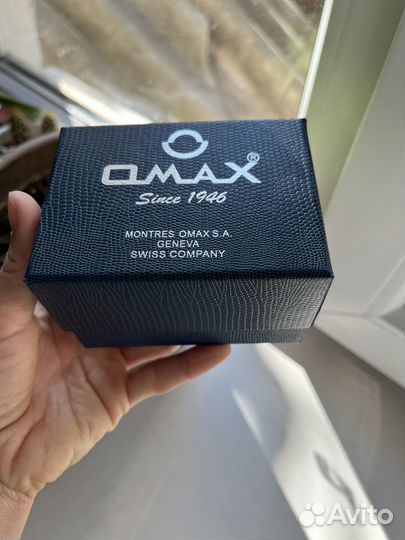 OMAX®
Since 1946
MONTRES OMAX S.A.
GENEVA
SWISS COMPANY
Avito